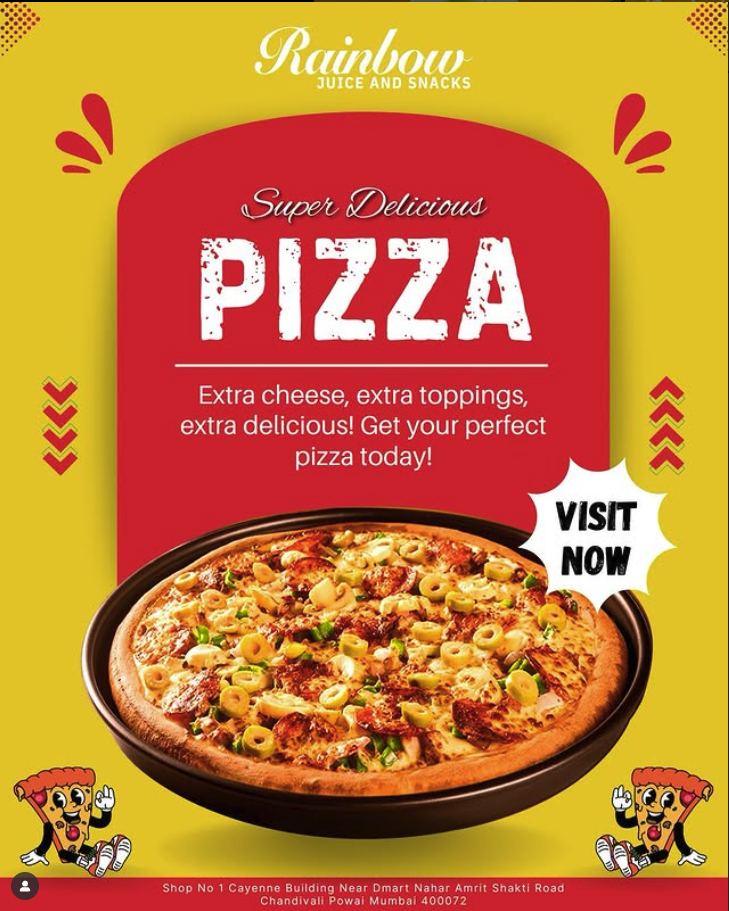 Rainbow
JUICE AND SNACKS
Super Delicious
PIZZA
Extra cheese, extra toppings,
extra delicious! Get your perfect
pizza today!
VISIT
NOW
Shop No 1 Cayenne Building Near Dmart Nahar Amrit Shakti Road
Chandivali Powai Mumbai 400072